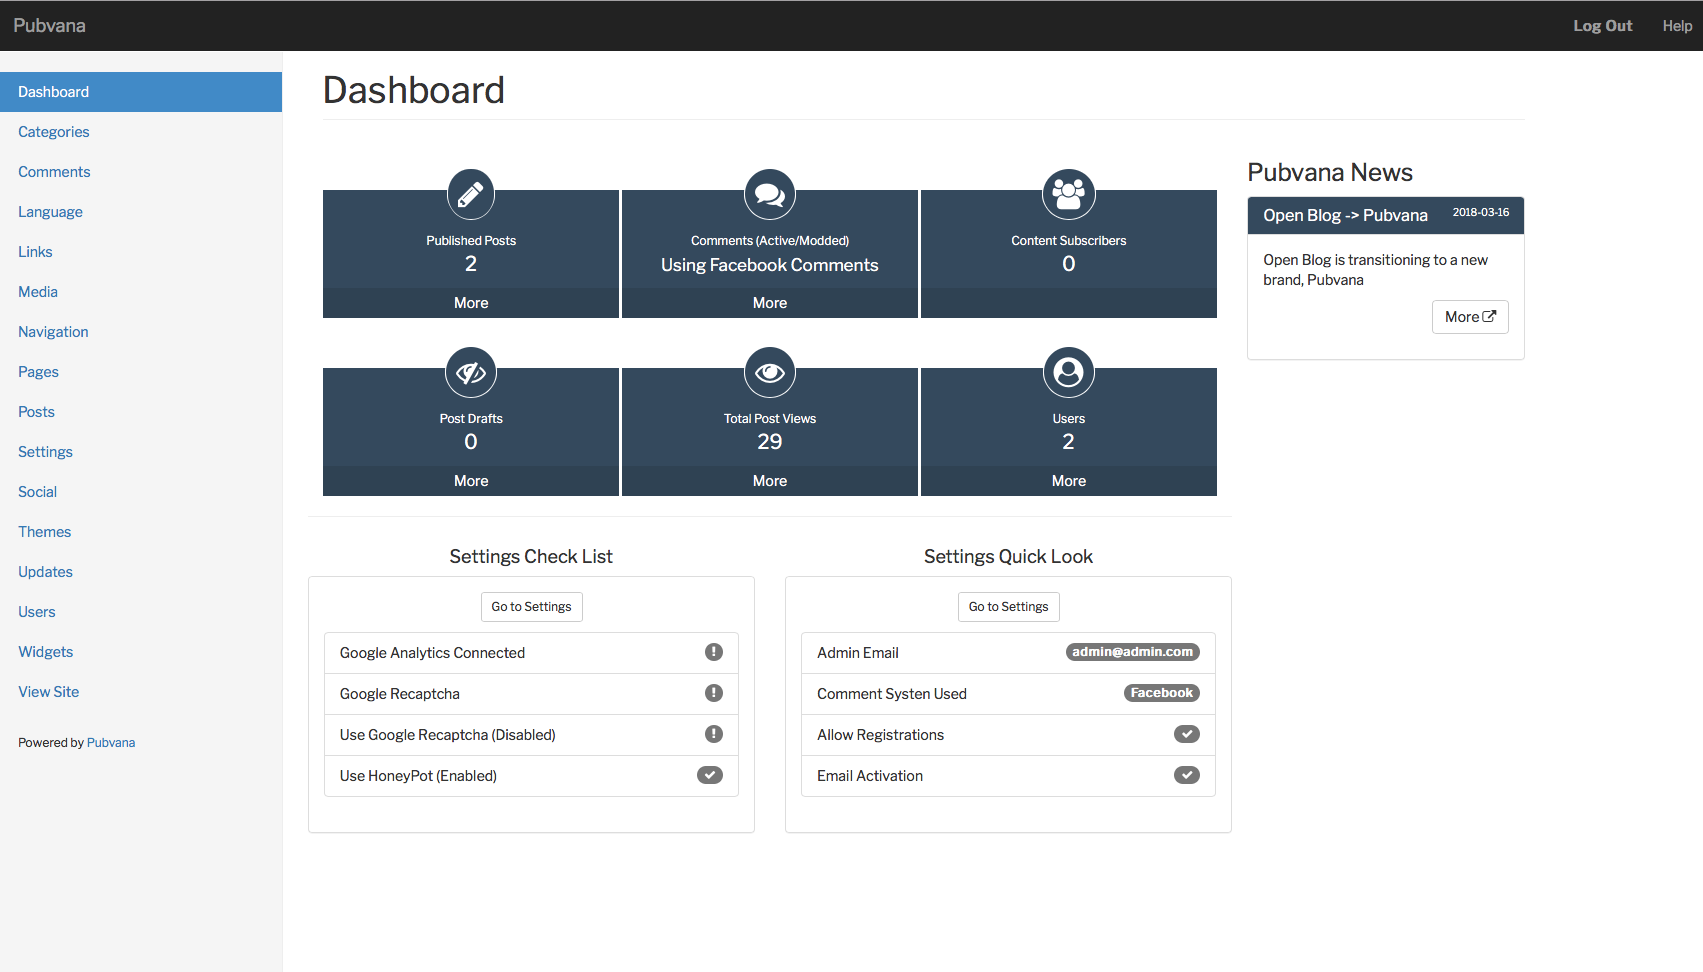 Pubvana
Log Out
Help
Dashboard
Categories
Comments
Language
Links
Media
Navigation
Pages
Posts
Settings
Social
Themes
Updates
Users
Widgets
View Site
Powered by Pubvana
Dashboard
Published Posts
2
More
Comments (Active/Modded)
Using Facebook Comments
More
Content Subscribers
0
Post Drafts
0
More
Total Post Views
29
More
Users
2
More
Pubvana News
Open Blog -> Pubvana 2018-03-16
Open Blog is transitioning to a new
brand, Pubvana
More
Settings Check List
Go to Settings
Google Analytics Connected
Google Recaptcha
Use Google Recaptcha (Disabled)
Use HoneyPot (Enabled)
Settings Quick Look
Go to Settings
Admin Email admin@admin.com
Comment Systen Used Facebook
Allow Registrations
Email Activation